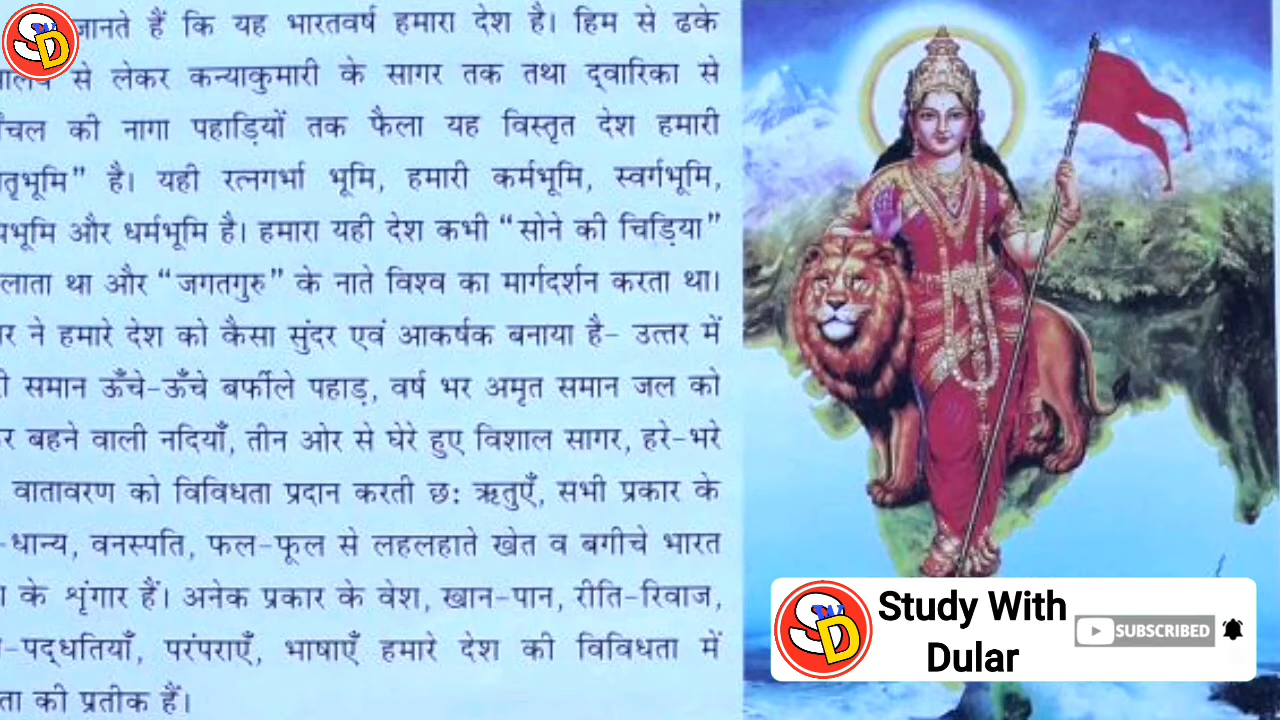 जानते हैं कि यह भारतवर्ष हमारा देश है। हिम से ढके
से लेकर कन्याकुमारी के सागर तक तथा द्वारिका से
की नागा पहाड़ियों तक फैला यह विस्तृत देश हमारी
है। यही रत्नगर्भा भूमि, हमारी कर्मभूमि, स्वर्गभूमि,
और धर्मभूमि है। हमारा यही देश कभी “सोने की चिड़िया”
था और “जगतगुरु” के नाते विश्व का मार्गदर्शन करता था।
ने हमारे देश को कैसा सुंदर एवं आकर्षक बनाया है- उत्तर में
समान ऊँचे-ऊँचे बर्फीले पहाड़, वर्ष भर अमृत समान जल को
बहने वाली नदियाँ, तीन ओर से घेरे हुए विशाल सागर, हरे-भरे
वातावरण को विविधता प्रदान करती छः ऋतुएँ, सभी प्रकार के
-धान्य, वनस्पति, फल-फूल से लहलहाते खेत व बगीचे भारत
के शृंगार हैं। अनेक प्रकार के वेश, खान-पान, रीति-रिवाज,
-पद्धतियाँ, परंपराएँ, भाषाएँ हमारे देश की विविधता में
की प्रतीक हैं।
SWD
SWD
Study With
Dular
SUBSCRIBED